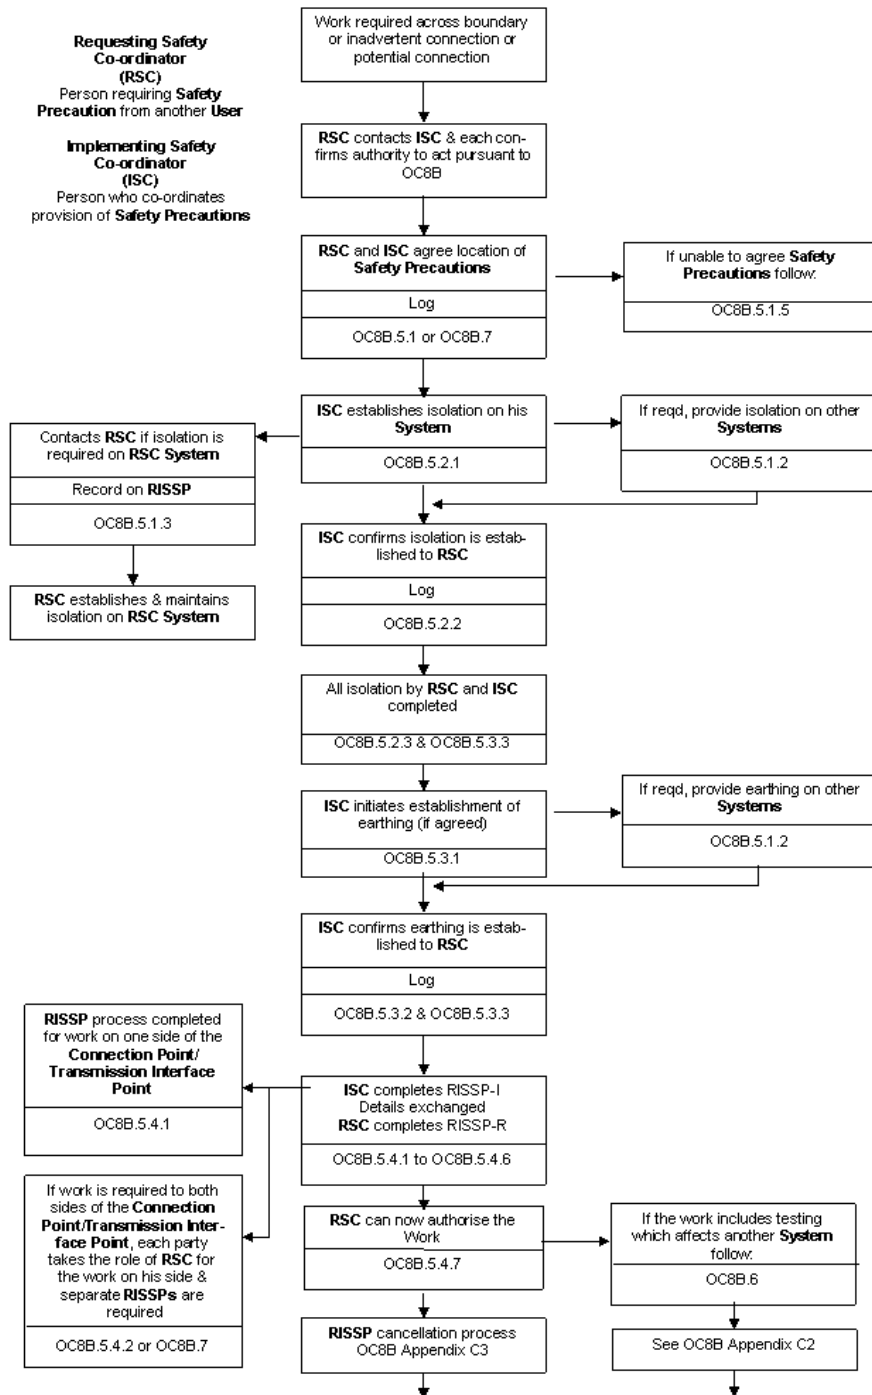 Requesting Safety
Co-ordinator
(RSC)
Person requiring Safety
Precaution from another User
Implementing Safety
Co-ordinator
(ISC)
Person who co-ordinates
provision of Safety Precautions
Work required across boundary
or inadvertent connection or
potential connection
RSC contacts ISC & each con-
firms authority to act pursuant to
OC8B
RSC and ISC agree location of
Safety Precautions
Log
OC8B.5.1 or OC8B.7
If unable to agree Safety
Precautions follow:
OC8B.5.1.5
ISC establishes isolation on his
System
OC8B.5.2.1
If reqd, provide isolation on other
Systems
OC8B.5.1.2
Contacts RSC if isolation is
required on RSC System
Record on RISSP
OC8B.5.1.3
RSC establishes & maintains
isolation on RSC System
ISC confirms isolation is estab-
lished to RSC
Log
OC8B.5.2.2
All isolation by RSC and ISC
completed
OC8B.5.2.3 & OC8B.5.3.3
ISC initiates establishment of
earthing (if agreed)
OC8B.5.3.1
If reqd, provide earthing on other
Systems
OC8B.5.1.2
ISC confirms earthing is estab-
lished to RSC
Log
OC8B.5.3.2 & OC8B.5.3.3
RISSP process completed
for work on one side of the
Connection Point/
Transmission Interface
Point
OC8B.5.4.1
ISC completes RISSP-I
Details exchanged
RSC completes RISSP-R
OC8B.5.4.1 to OC8B.5.4.6
If work is required to both
sides of the Connection
Point/Transmission Inter-
face Point, each party
takes the role of RSC for
the work on his side &
separate RISSPs are
required
OC8B.5.4.2 or OC8B.7
RSC can now authorise the
Work
OC8B.5.4.7
If the work includes testing
which affects another System
follow:
OC8B.6
RISSP cancellation process
OC8B Appendix C3
See OC8B Appendix C2